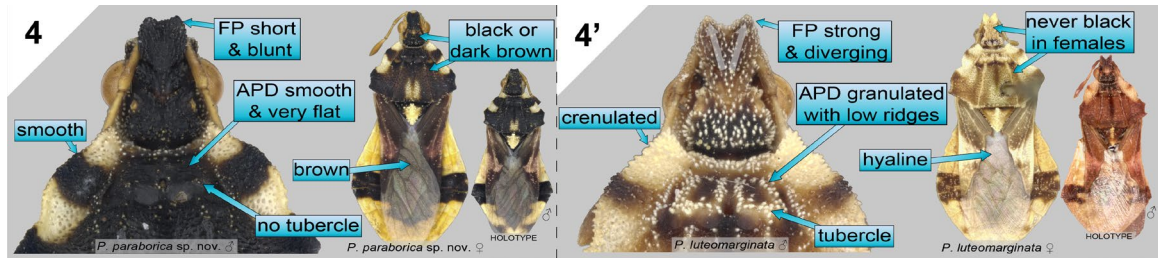 4
FP short
& blunt
black or
dark brown
APD smooth
& very flat
smooth
brown
no tubercle
P. paraborica sp. nov. ♂
P. paraborica sp. nov. ♀
♂
HOLOTYPE
4’
FP strong
& diverging
never black
in females
APD granulated
with low ridges
crenulated
hyaline
tubercle
P. luteomarginata ♂
P. luteomarginata ♀
♂
HOLOTYPE